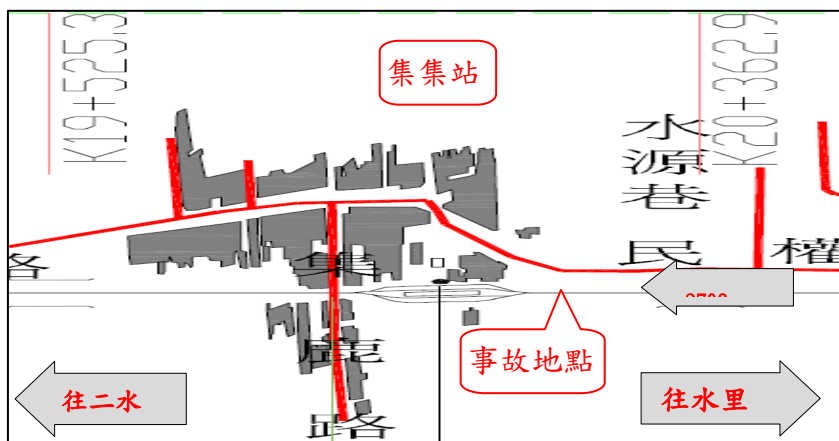 K19+525.3
集集站
K20+362.9
水源巷
民
權
路
集鹿路
事故地點
往二水
往水里